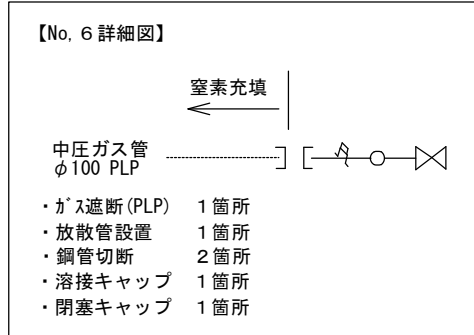 【No,６詳細図】
窒素充填
中圧ガス管
φ100 PLP
・ｶﾞｽ遮断(PLP)　１箇所
・放散管設置　１箇所
・鋼管切断　２箇所
・溶接キャップ　１箇所
・閉塞キャップ　１箇所